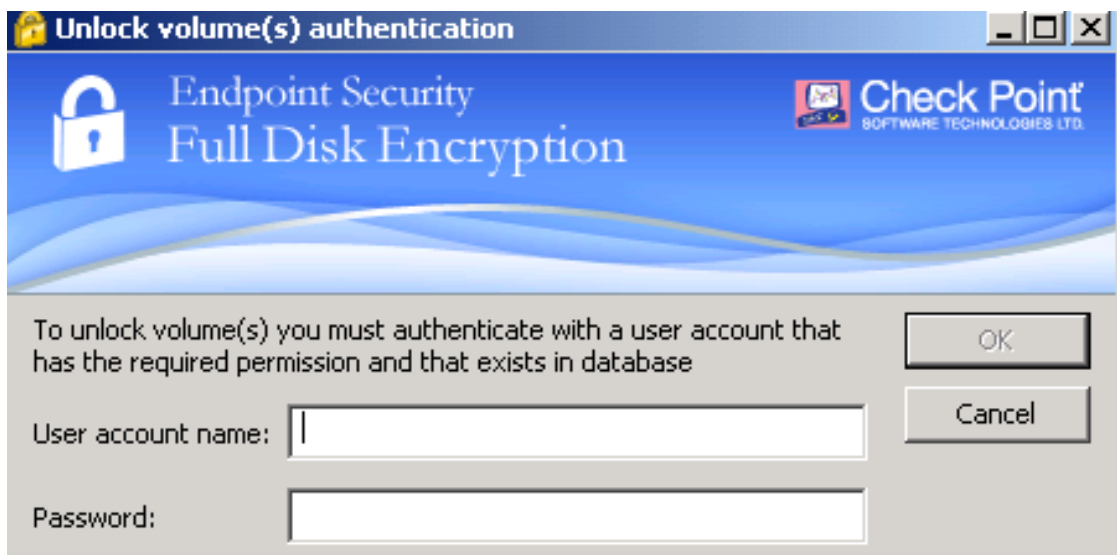 Unlock volume(s) authentication
Endpoint Security
Full Disk Encryption
Check Point
SOFTWARE TECHNOLOGIES LTD.
To unlock volume(s) you must authenticate with a user account that
has the required permission and that exists in database
OK
Cancel
User account name:
Password: